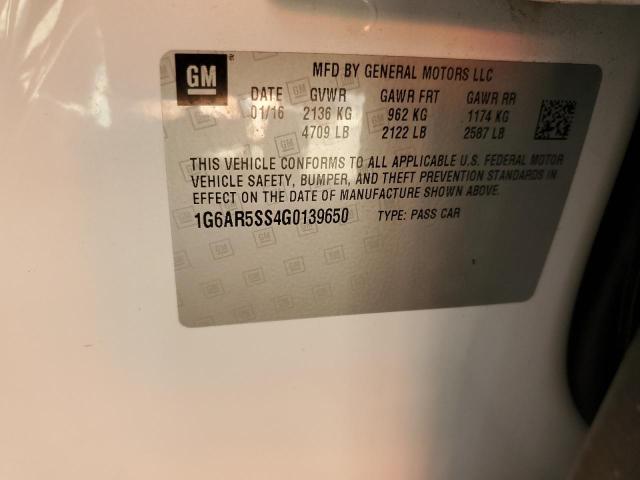 GM
MFD BY GENERAL MOTORS LLC
DATE GVWR GAWR FRT GAWR RR
01/16 2136 KG 962 KG 1174 KG
4709 LB 2122 LB 2587 LB
THIS VEHICLE CONFORMS TO ALL APPLICABLE U.S. FEDERAL MOTOR
VEHICLE SAFETY, BUMPER, AND THEFT PREVENTION STANDARDS IN
EFFECT ON THE DATE OF MANUFACTURE SHOWN ABOVE.
1G6AR5SS4G0139650 TYPE: PASS CAR